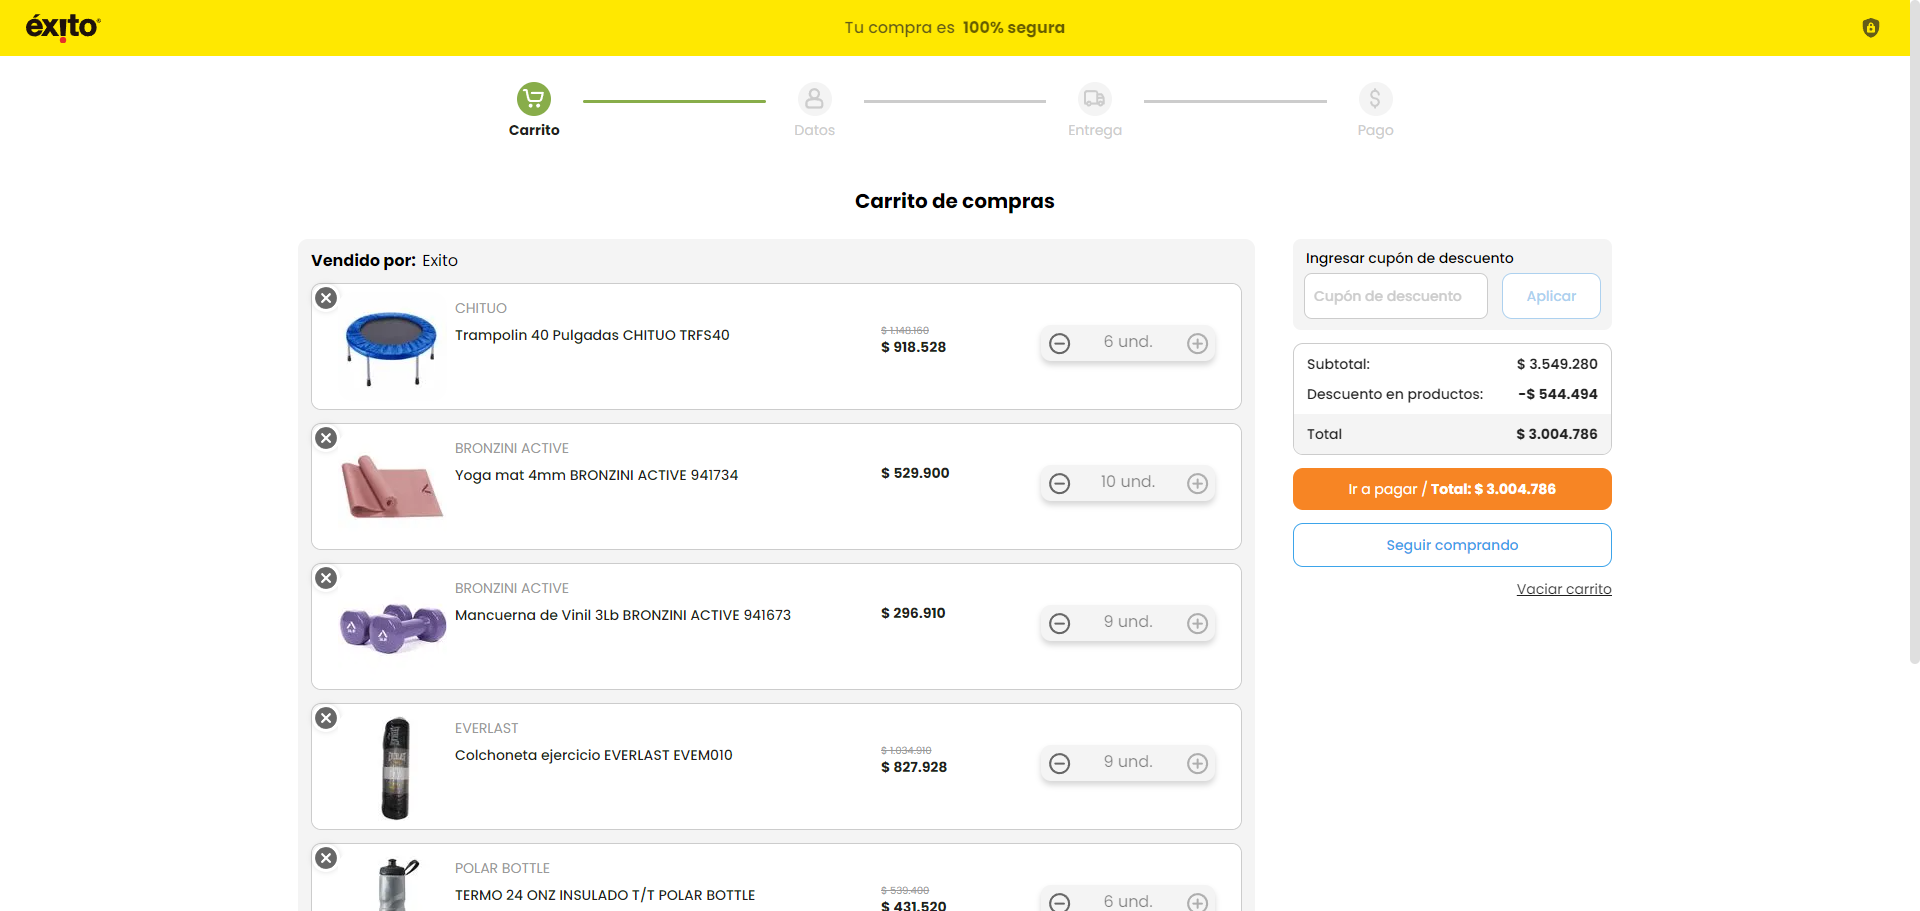 éxito
Tu compra es 100% segura
Carrito
Datos
Entrega
Pago
Carrito de compras
Vendido por: Exito
CHITUO
Trampolin 40 Pulgadas CHITUO TRFS40
$ 1.148.160
$ 918.528
6 und.
BRONZINI ACTIVE
Yoga mat 4mm BRONZINI ACTIVE 941734
$ 529.900
10 und.
BRONZINI ACTIVE
Mancuerna de Vinil 3Lb BRONZINI ACTIVE 941673
$ 296.910
9 und.
EVERLAST
Colchoneta ejercicio EVERLAST EVEM010
$ 1.034.910
$ 827.928
9 und.
POLAR BOTTLE
TERMO 24 ONZ INSULADO T/T POLAR BOTTLE
$ 539.400
$ 431.520
6 und.
Ingresar cupón de descuento
Cupón de descuento
Aplicar
Subtotal: $ 3.549.280
Descuento en productos: -$ 544.494
Total $ 3.004.786
Ir a pagar / Total: $ 3.004.786
Seguir comprando
Vaciar carrito